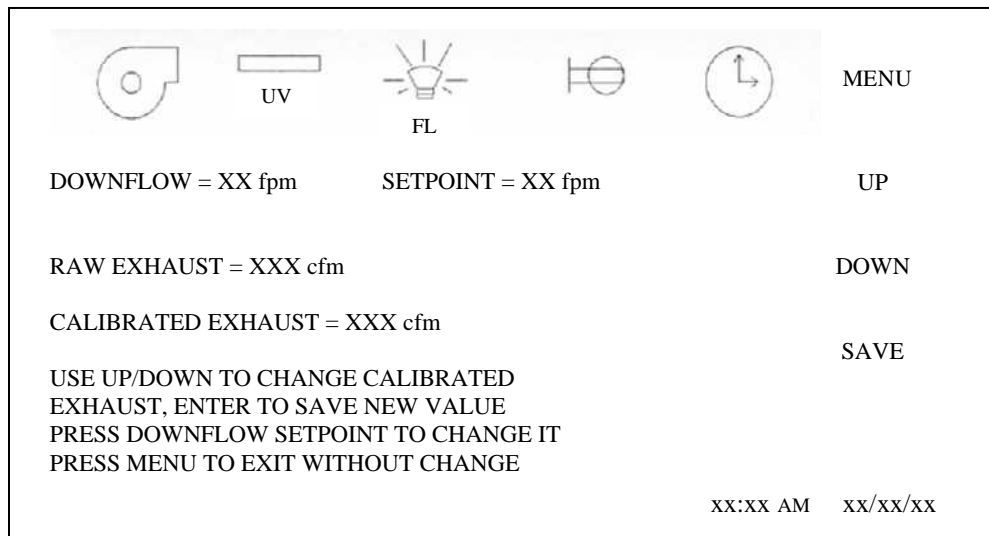 MENU
UV
FL
DOWNFLOW = XX fpm SETPOINT = XX fpm UP
RAW EXHAUST = XXX cfm DOWN
CALIBRATED EXHAUST = XXX cfm
SAVE
USE UP/DOWN TO CHANGE CALIBRATED
EXHAUST, ENTER TO SAVE NEW VALUE
PRESS DOWNFLOW SETPOINT TO CHANGE IT
PRESS MENU TO EXIT WITHOUT CHANGE
xx:xx AM xx/xx/xx